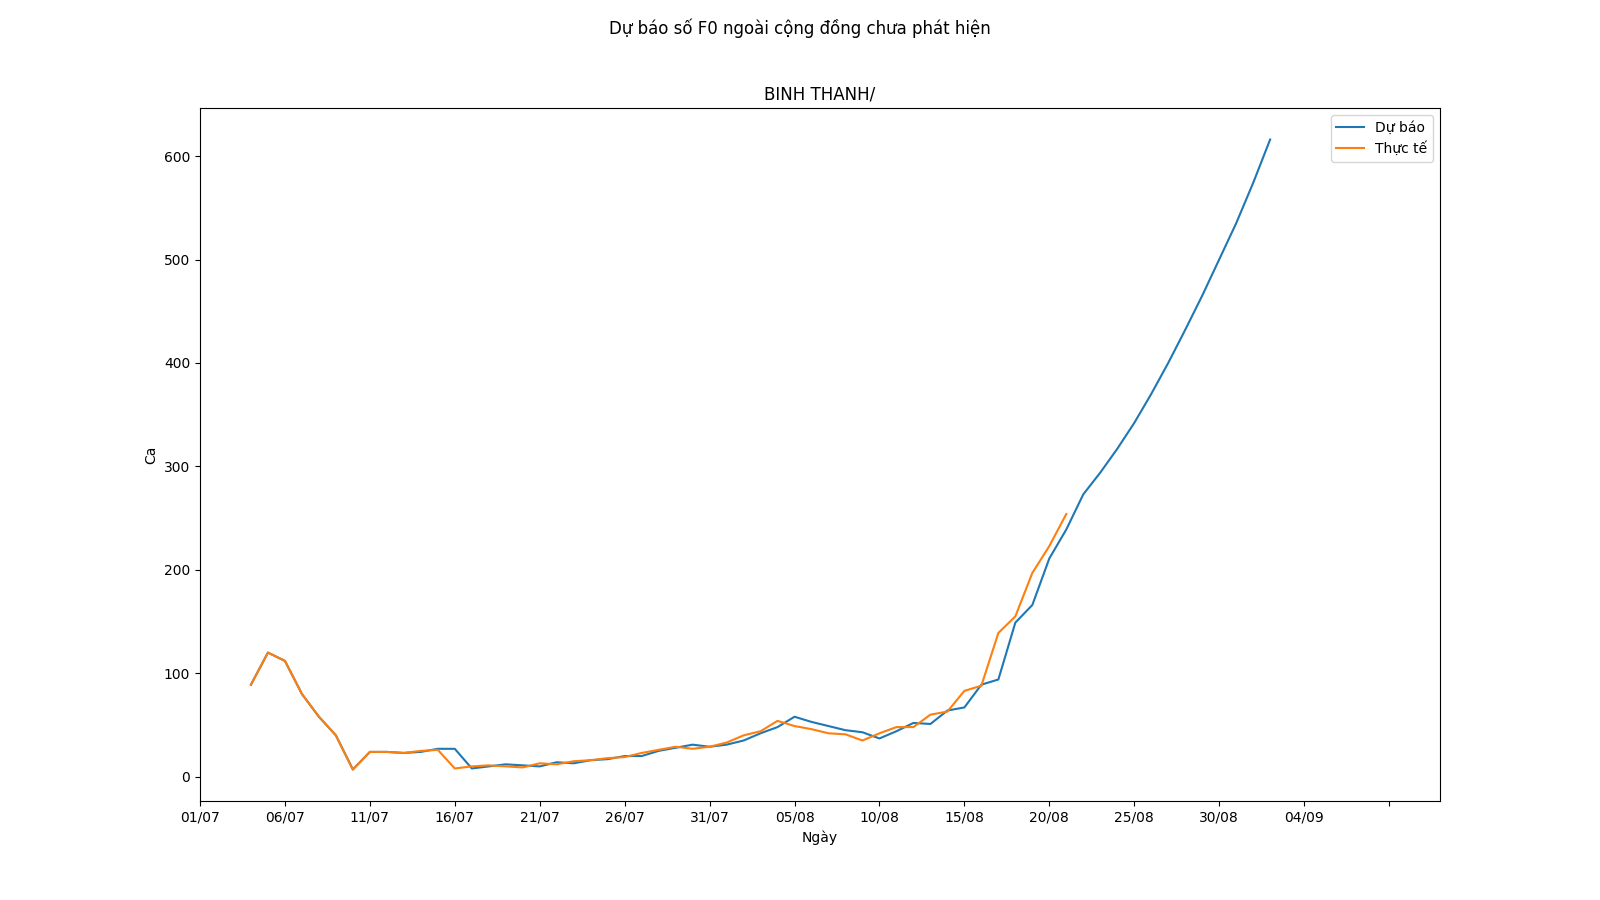 Dự báo số F0 ngoài cộng đồng chưa phát hiện
BINH THANH/
Dự báo
Thực tế
600
500
400
300
200
100
0
Ca
01/07 06/07 11/07 16/07 21/07 26/07 31/07 05/08 10/08 15/08 20/08 25/08 30/08 04/09
Ngày